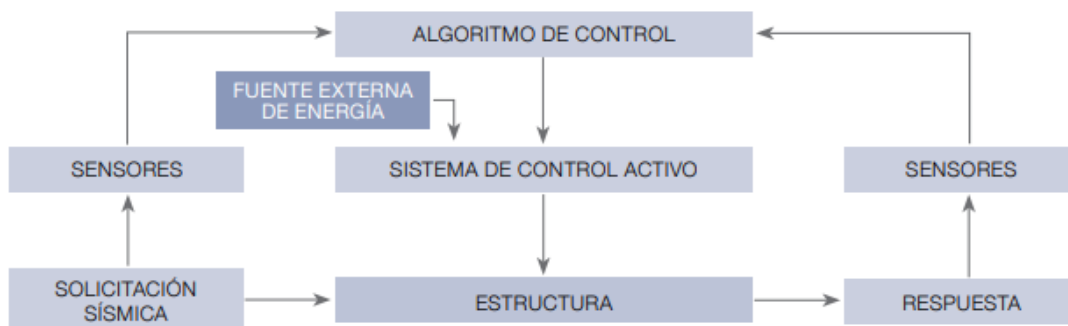 ALGORITMO DE CONTROL
FUENTE EXTERNA
DE ENERGÍA
SENSORES
SISTEMA DE CONTROL ACTIVO
SENSORES
SOLICITACIÓN
SÍSMICA
ESTRUCTURA
RESPUESTA